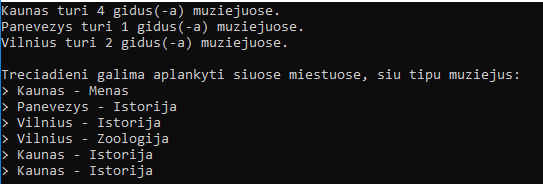 Kaunas turi 4 gidus(-a) muziejuose.
Panevezys turi 1 gidus(-a) muziejuose.
Vilnius turi 2 gidus(-a) muziejuose.
Treciadieni galima aplankyti siuose miestuose, siu tipu muziejus:
> Kaunas - Menas
> Panevezys - Istorija
> Vilnius - Istorija
> Vilnius - Zoologija
> Kaunas - Istorija
> Kaunas - Istorija